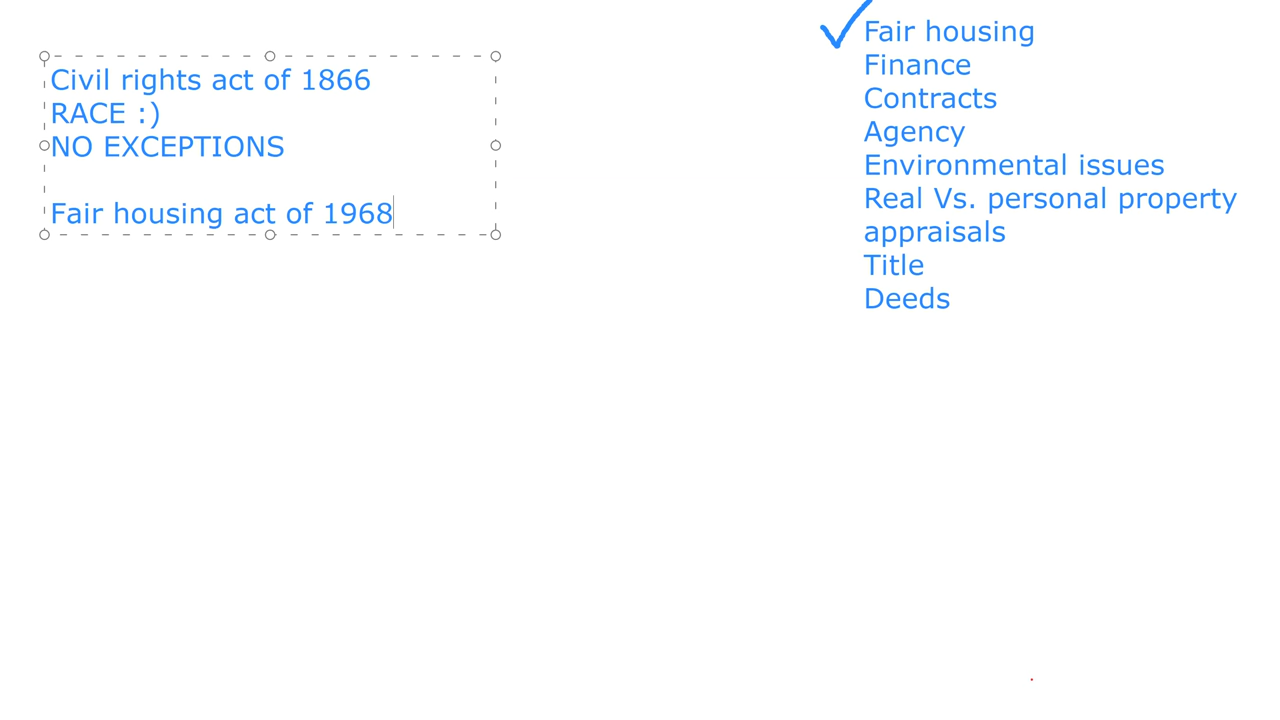 Civil rights act of 1866
RACE :)
NO EXCEPTIONS
Fair housing act of 1968
Fair housing
Finance
Contracts
Agency
Environmental issues
Real Vs. personal property
appraisals
Title
Deeds